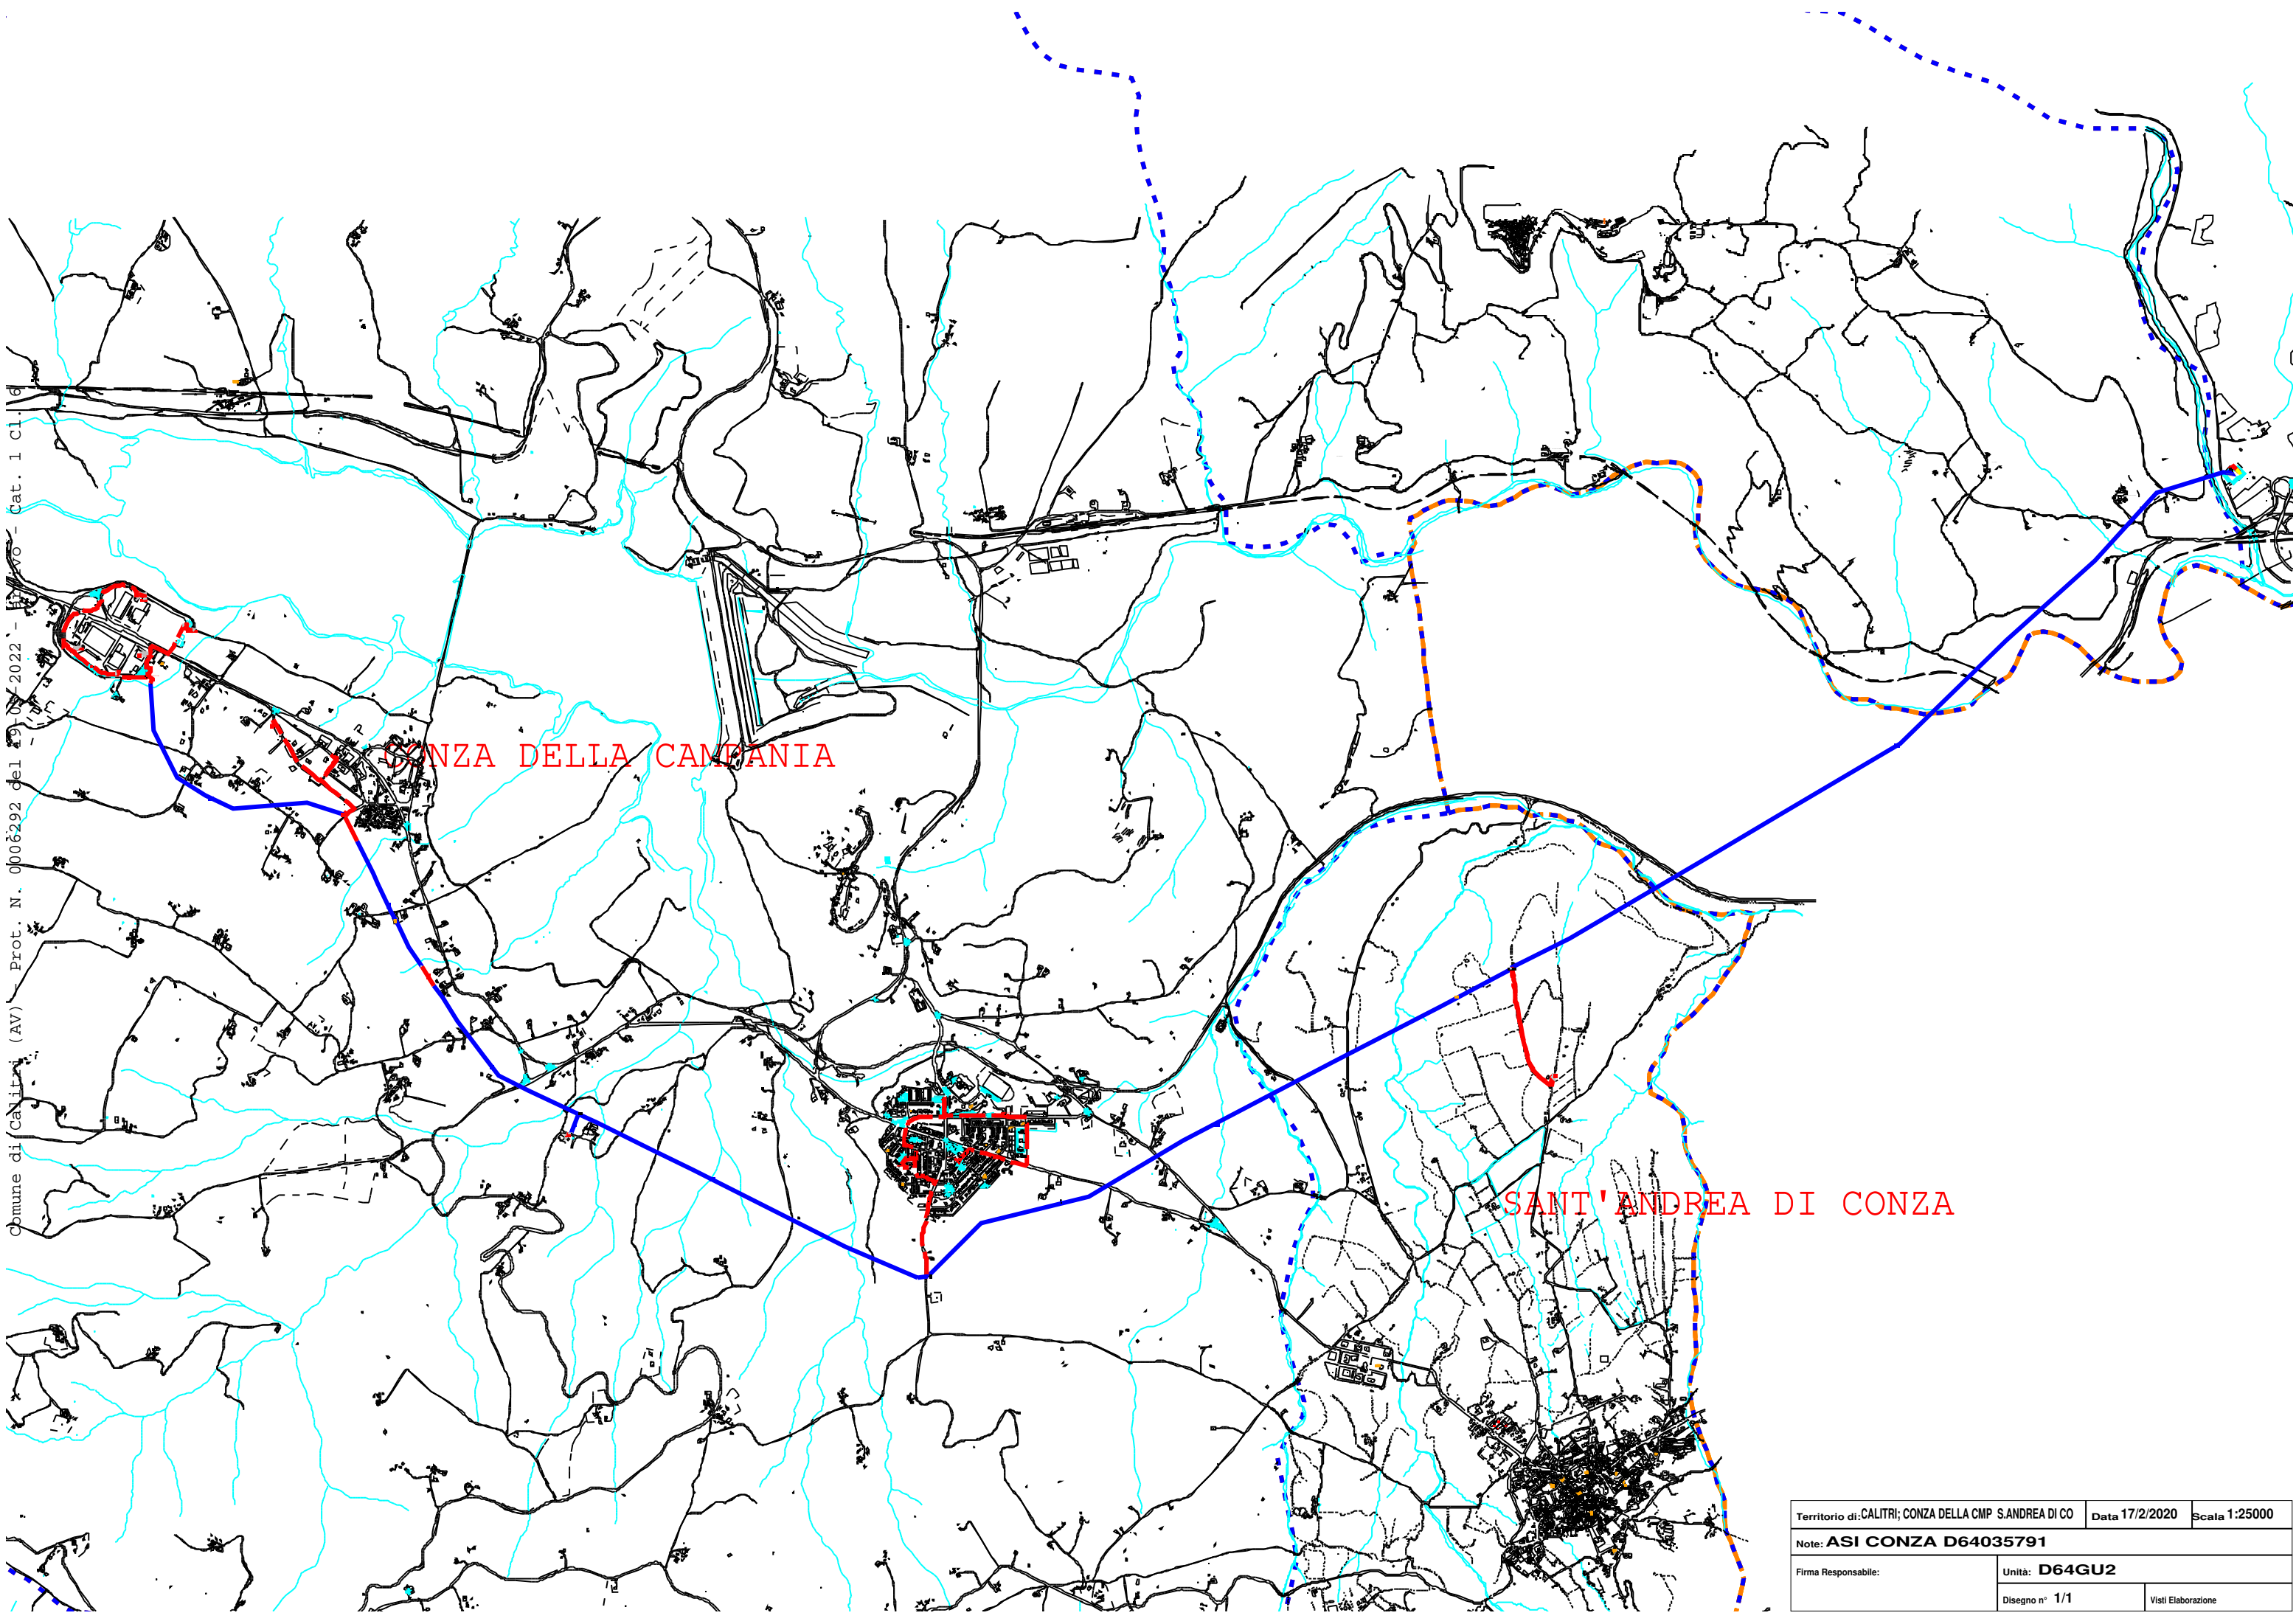 Comune di Calitri (AV) - Prot. N. 0006292 del 19-0 -2022 - Arrivo - Cat. 1 Cl. 6
CONZA DELLA CAMPANIA
SANT'ANDREA DI CONZA
Territorio di: CALITRI; CONZA DELLA CMP S.ANDREA DI CO
Data 17/2/2020
Scala 1:25000
Note: ASI CONZA D64035791
Firma Responsabile:
Unità: D64GU2
Disegno n° 1/1
Visti Elaborazione